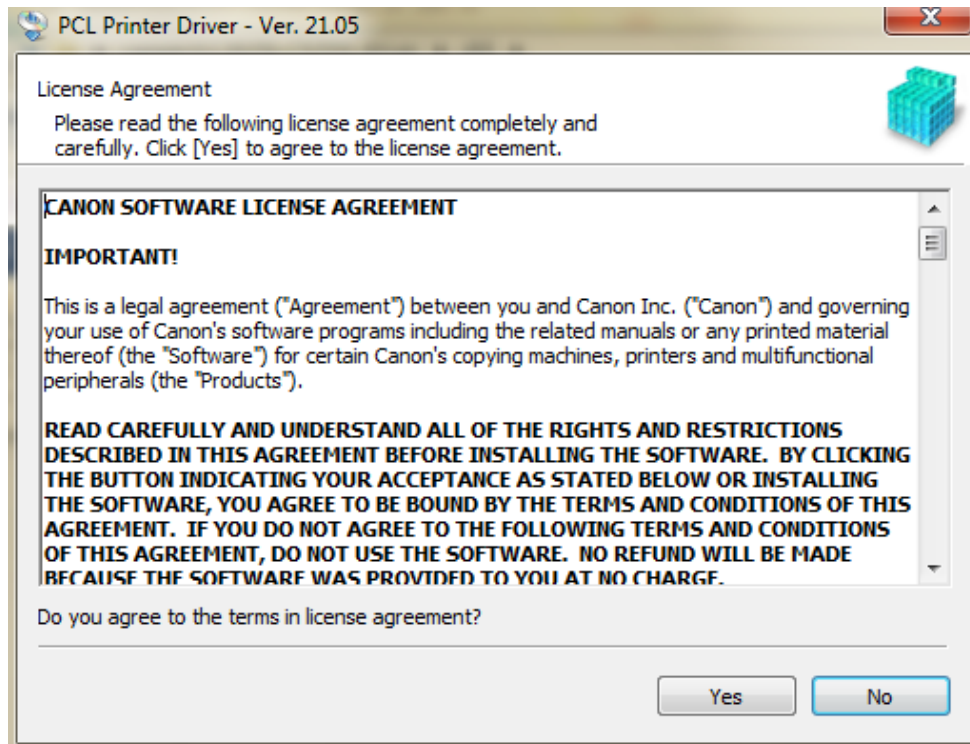 PCL Printer Driver - Ver. 21.05
License Agreement
Please read the following license agreement completely and
carefully. Click [Yes] to agree to the license agreement.
CANON SOFTWARE LICENSE AGREEMENT
IMPORTANT!
This is a legal agreement ("Agreement") between you and Canon Inc. ("Canon") and governing
your use of Canon's software programs including the related manuals or any printed material
thereof (the "Software") for certain Canon's copying machines, printers and multifunctional
peripherals (the "Products").
READ CAREFULLY AND UNDERSTAND ALL OF THE RIGHTS AND RESTRICTIONS
DESCRIBED IN THIS AGREEMENT BEFORE INSTALLING THE SOFTWARE.  BY CLICKING
THE BUTTON INDICATING YOUR ACCEPTANCE AS STATED BELOW OR INSTALLING
THE SOFTWARE, YOU AGREE TO BE BOUND BY THE TERMS AND CONDITIONS OF THIS
AGREEMENT.  IF YOU DO NOT AGREE TO THE FOLLOWING TERMS AND CONDITIONS
OF THIS AGREEMENT, DO NOT USE THE SOFTWARE.  NO REFUND WILL BE MADE
BECAUSE THE SOFTWARE WAS PROVIDED TO YOU AT NO CHARGE.
Do you agree to the terms in license agreement?
Yes
No